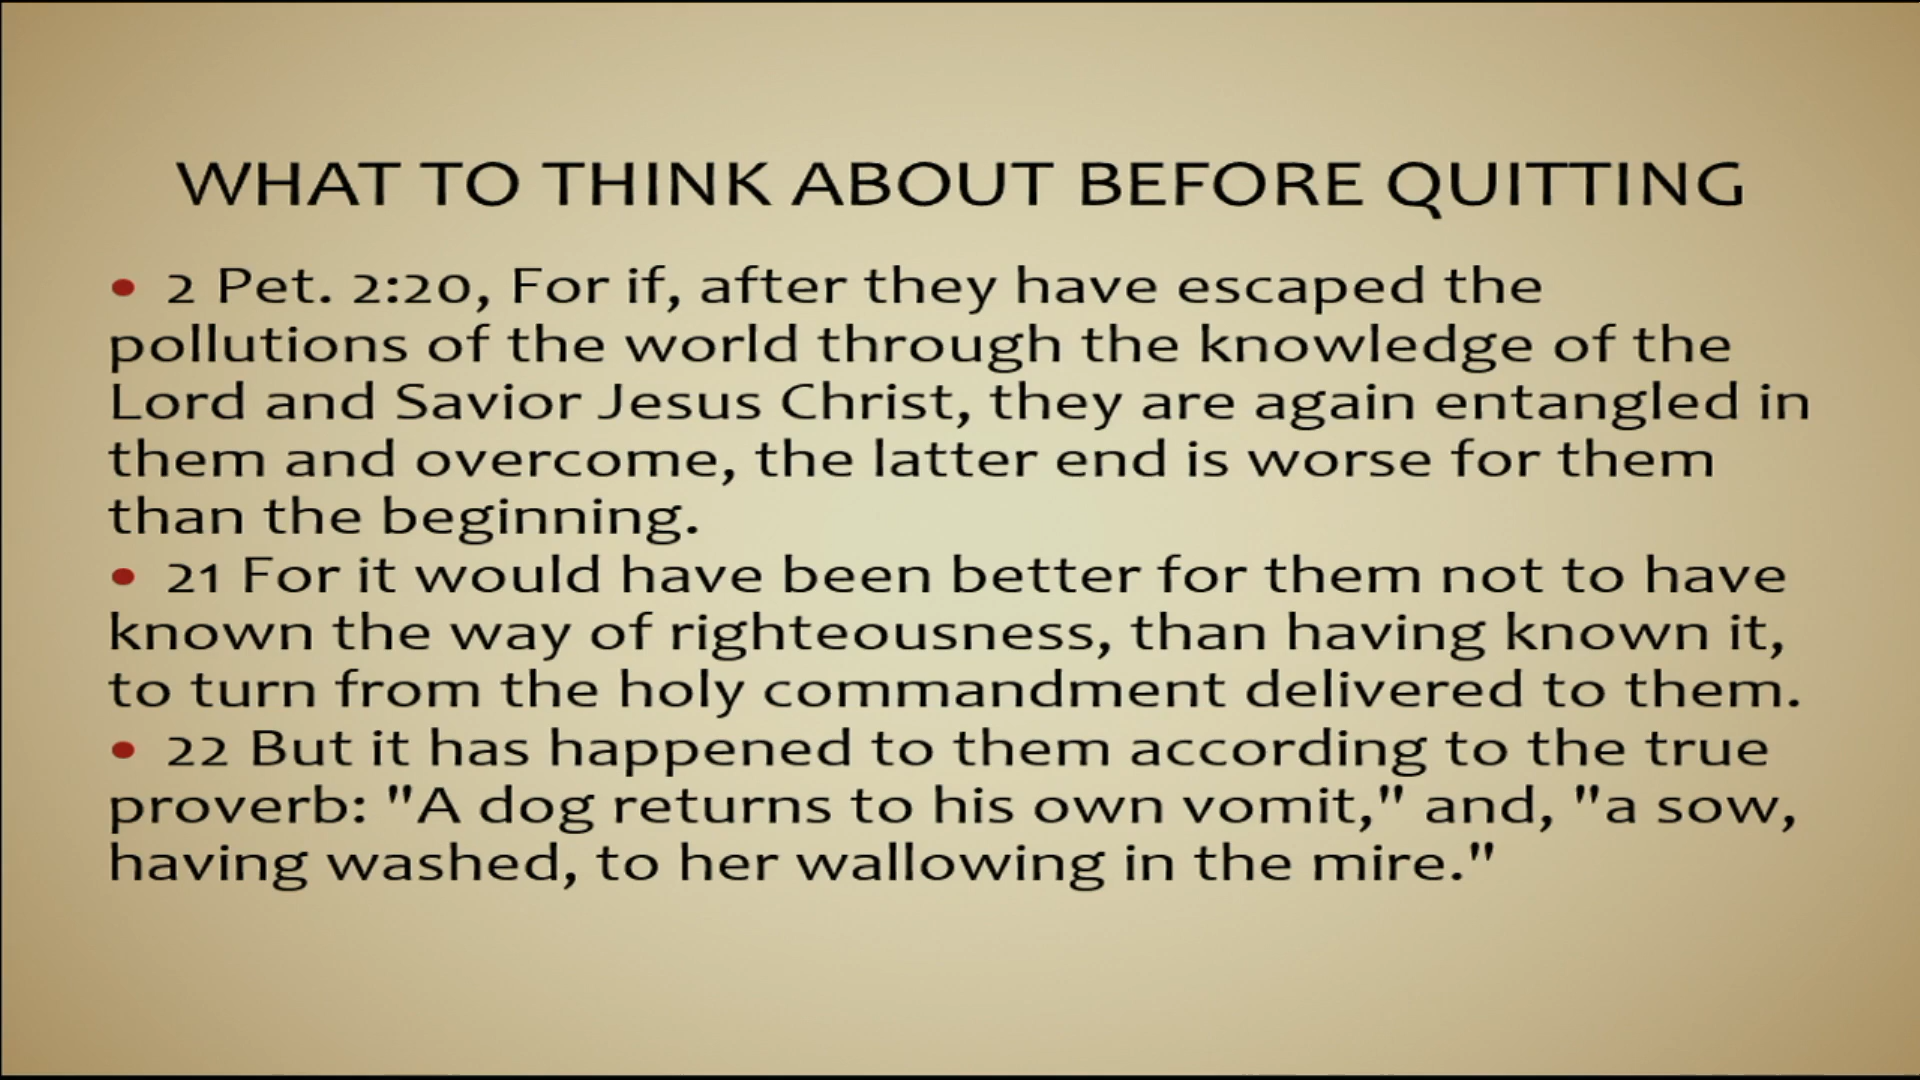 WHAT TO THINK ABOUT BEFORE QUITTING
• 2 Pet. 2:20, For if, after they have escaped the
pollutions of the world through the knowledge of the
Lord and Savior Jesus Christ, they are again entangled in
them and overcome, the latter end is worse for them
than the beginning.
• 21 For it would have been better for them not to have
known the way of righteousness, than having known it,
to turn from the holy commandment delivered to them.
• 22 But it has happened to them according to the true
proverb: "A dog returns to his own vomit," and, "a sow,
having washed, to her wallowing in the mire."